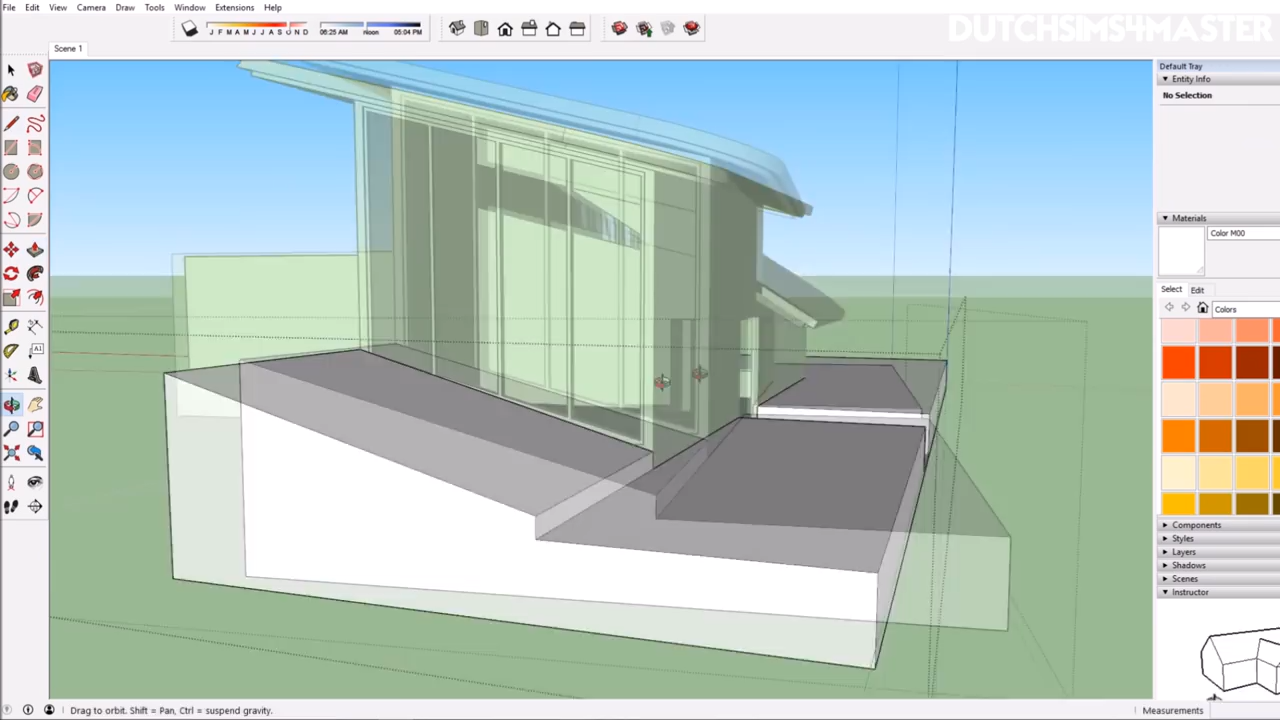 File Edit View Camera Draw Tools Window Extensions Help
DUTCHSIMS4MASTER
J F M A M J J A S O N D 06:25 AM Noon 05:04 PM
Scene 1
Default Tray
Entity Info
No Selection
Materials
Color M00
Select Edit
Colors
Components
Styles
Layers
Shadows
Scenes
Instructor
Drag to orbit. Shift = Pan, Ctrl = suspend gravity.
Measurements